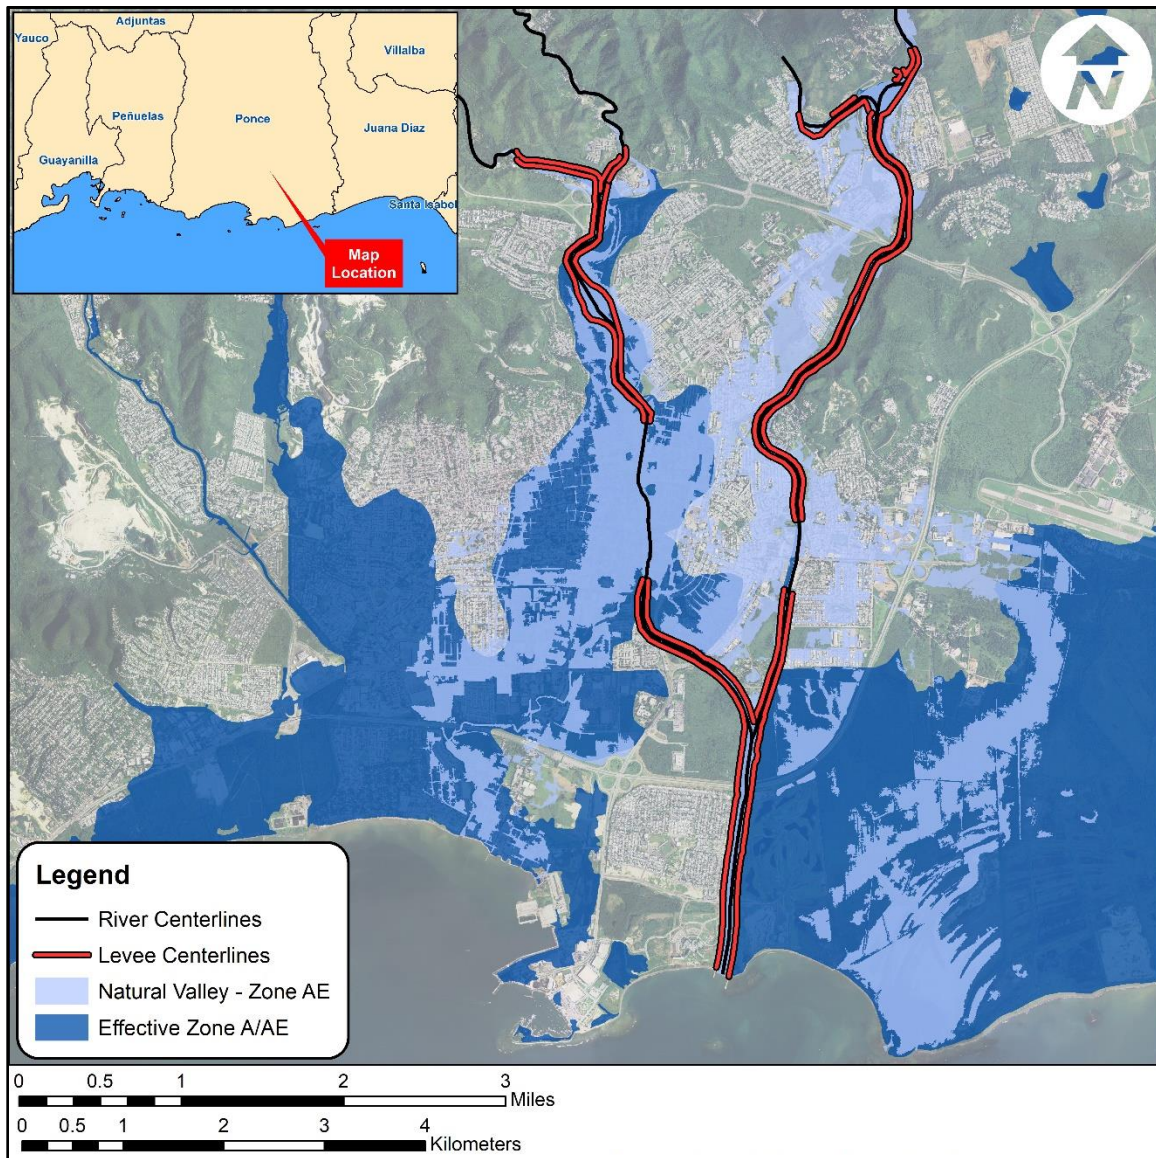 Adjuntas
Yauco
Villalba
Peñuelas
Ponce
Juana Diaz
Guayanilla
Santa Isabel
Map
Location
N
Legend
River Centerlines
Levee Centerlines
Natural Valley - Zone AE
Effective Zone A/AE
0 0.5 1 2 3
Miles
0 0.5 1 2 3 4
Kilometers